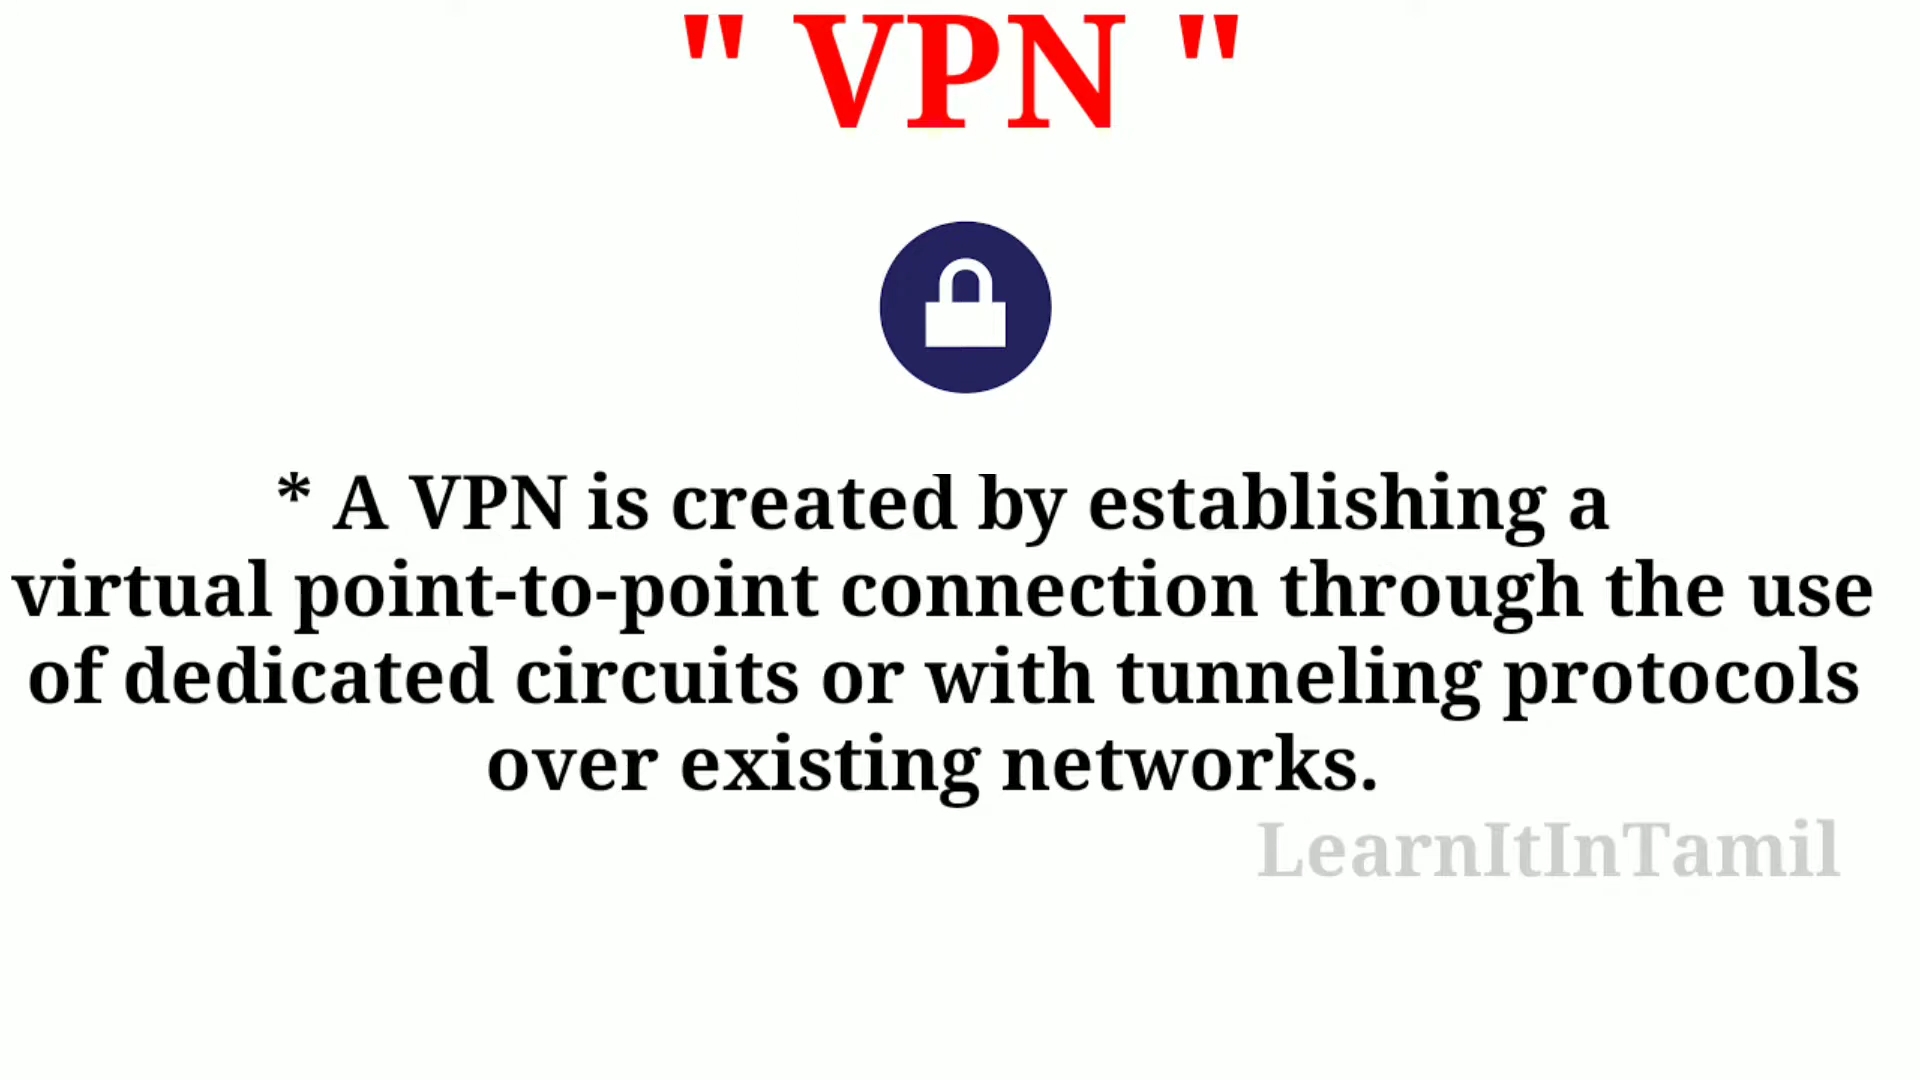 " VPN "
* A VPN is created by establishing a
virtual point-to-point connection through the use
of dedicated circuits or with tunneling protocols
over existing networks.
LearnItInTamil